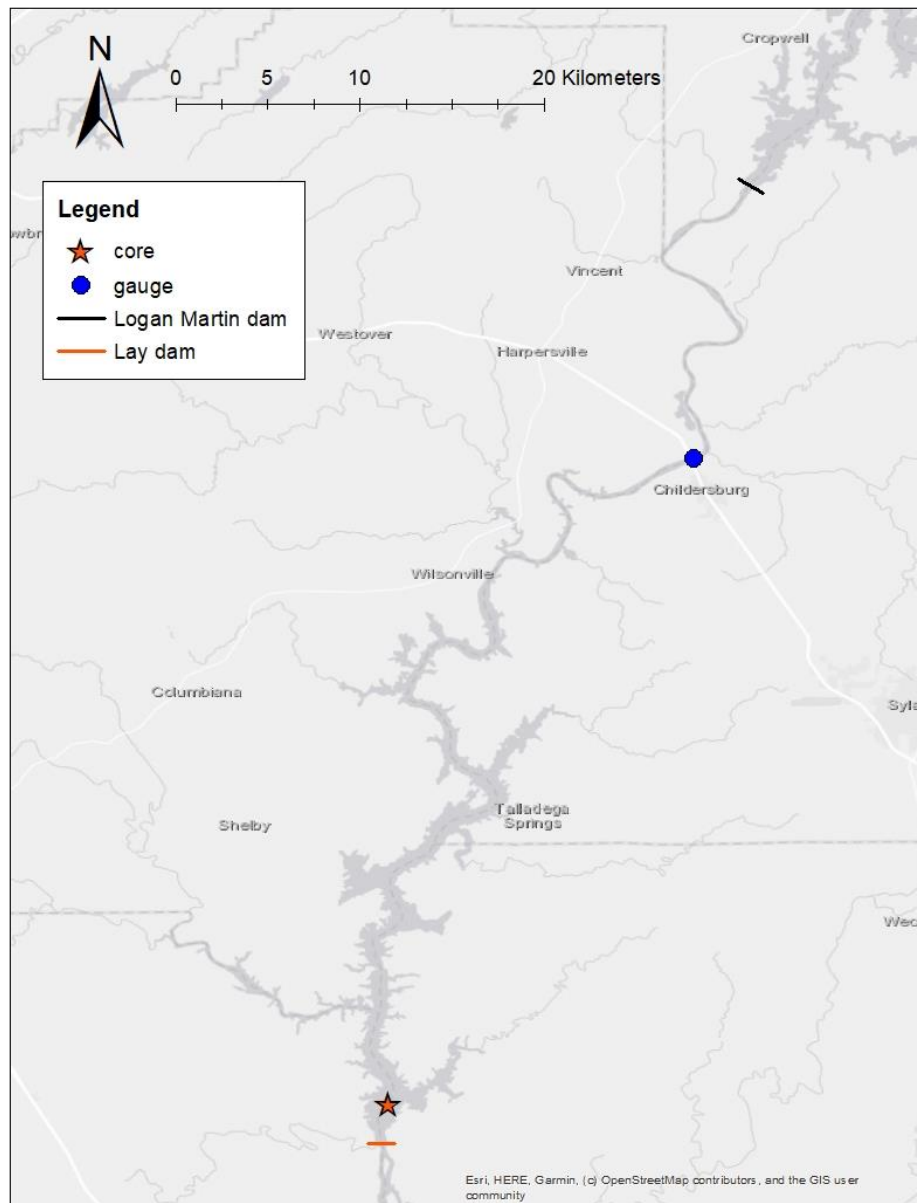 Cropwell
N
0 5 10 20 Kilometers
Legend
core
gauge
Logan Martin dam
Lay dam
Vincent
Westover
Harpersville
Childersburg
Wilsonville
Columbiana
Talladega
Springs
Shelby
Esri, HERE, Garmin, (c) OpenStreetMap contributors, and the GIS user
community